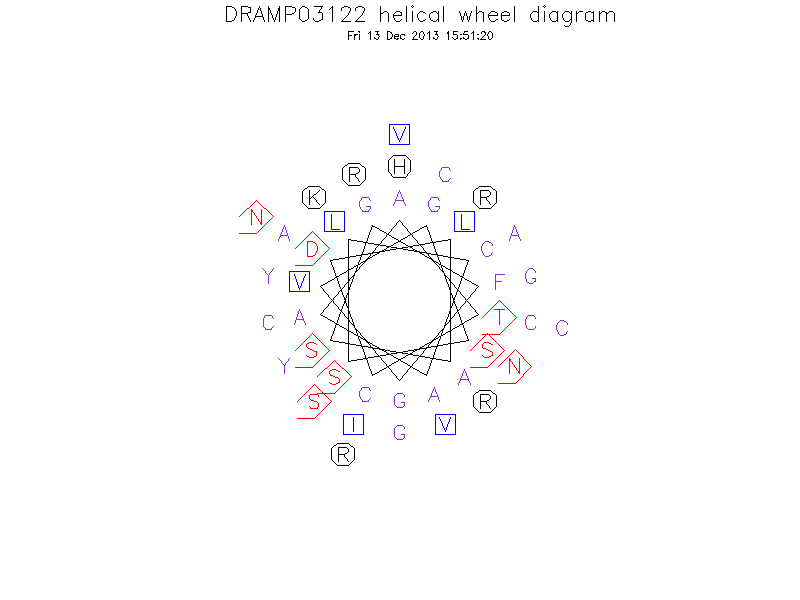 DRAMP03122 helical wheel diagram
Fri 13 Dec 2013 15:51:20
V
R H C
K R
G A G
N L L
A A
D C
Y V F G
C A T C C
S S
Y S A N
S C G A R
I G V
R